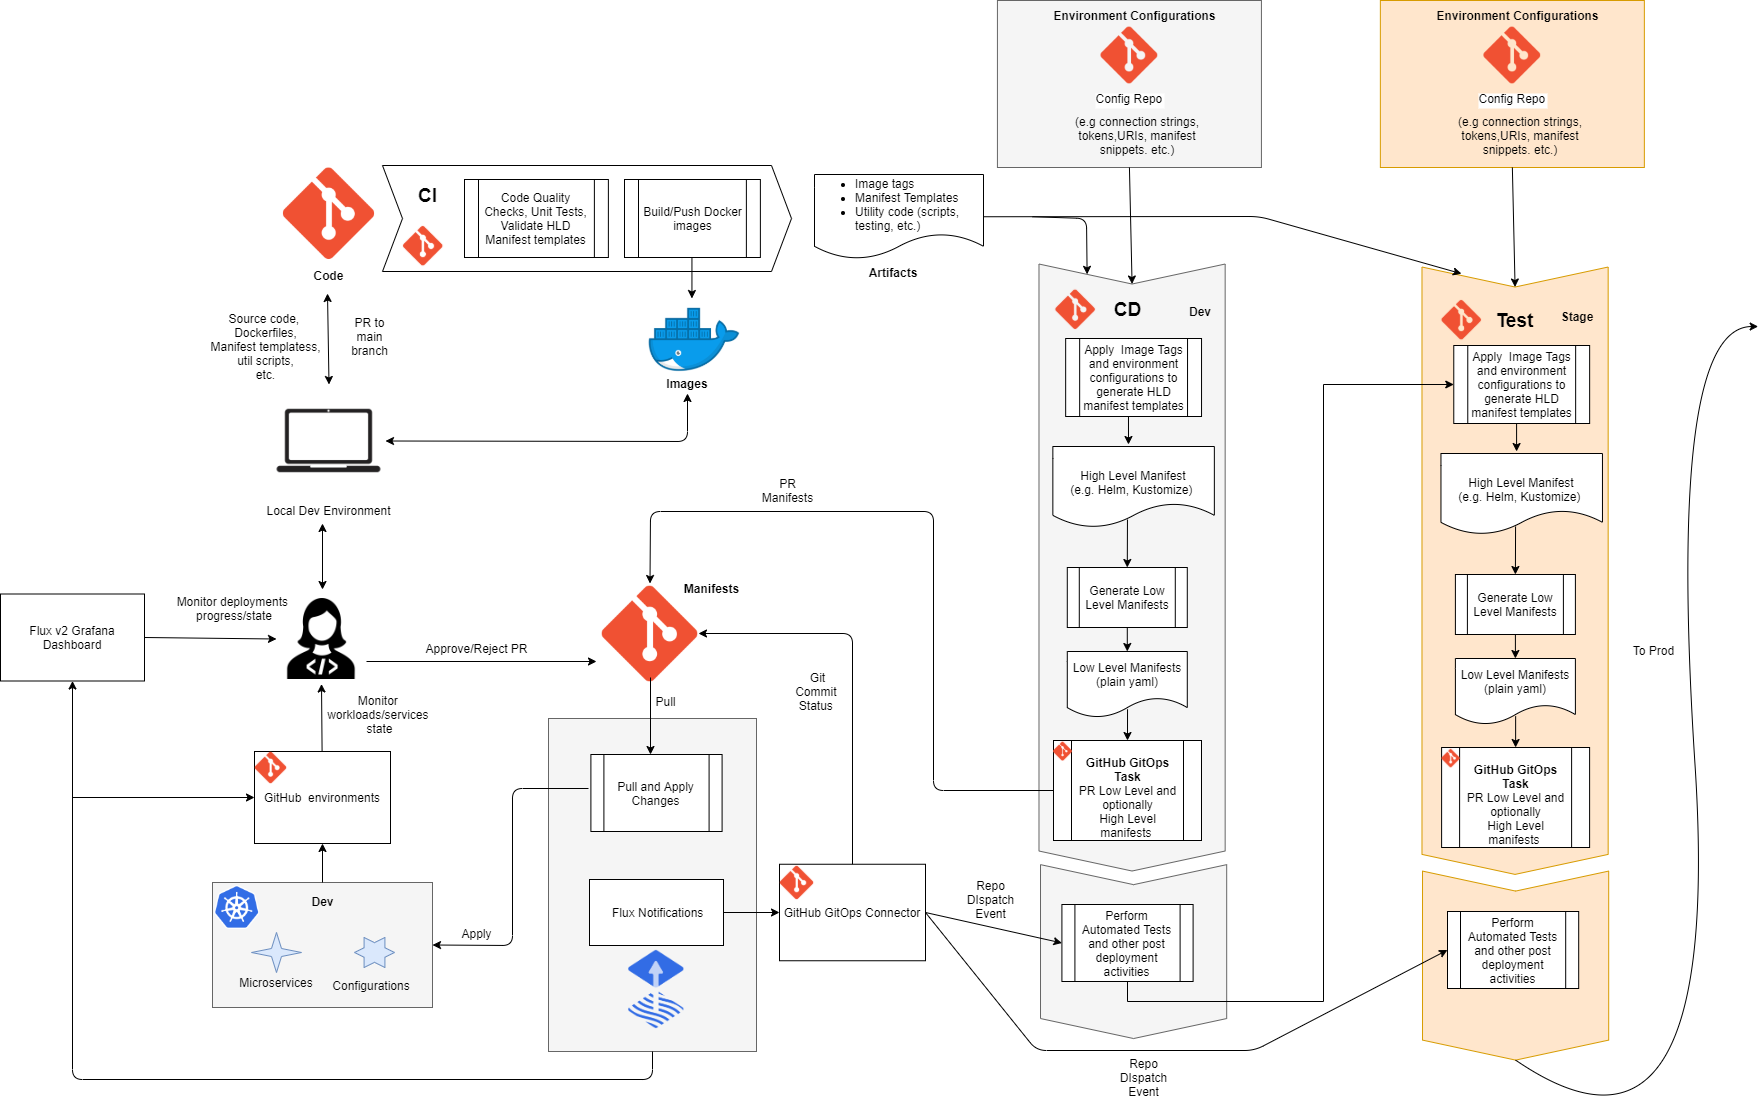 Environment Configurations
Config Repo
(e.g connection strings,
tokens,URIs, manifest
snippets. etc.)
Environment Configurations
Config Repo
(e.g connection strings,
tokens,URIs, manifest
snippets. etc.)
Code
CI
Code Quality
Checks, Unit Tests,
Validate HLD
Manifest templates
Build/Push Docker
images
Image tags
Manifest Templates
Utility code (scripts,
testing, etc.)
Artifacts
Source code,
Dockerfiles,
Manifest templatess,
util scripts,
etc.
PR to
main
branch
Images
Local Dev Environment
CD
Dev
Apply Image Tags
and environment
configurations to
generate HLD
manifest templates
High Level Manifest
(e.g. Helm, Kustomize)
Generate Low
Level Manifests
Low Level Manifests
(plain yaml)
GitHub GitOps
Task
PR Low Level and
optionally
High Level
manifests
Test
Stage
Apply Image Tags
and environment
configurations to
generate HLD
manifest templates
High Level Manifest
(e.g. Helm, Kustomize)
Generate Low
Level Manifests
Low Level Manifests
(plain yaml)
GitHub GitOps
Task
PR Low Level and
optionally
High Level
manifests
To Prod
PR
Manifests
Manifests
Flux v2 Grafana
Dashboard
Monitor deployments
progress/state
Approve/Reject PR
Monitor
workloads/services
state
Pull
Git
Commit
Status
GitHub environments
Pull and Apply
Changes
Dev
Microservices
Configurations
Apply
Flux Notifications
GitHub GitOps Connector
Repo
DIspatch
Event
Perform
Automated Tests
and other post
deployment
activities
Perform
Automated Tests
and other post
deployment
activities
Repo
DIspatch
Event